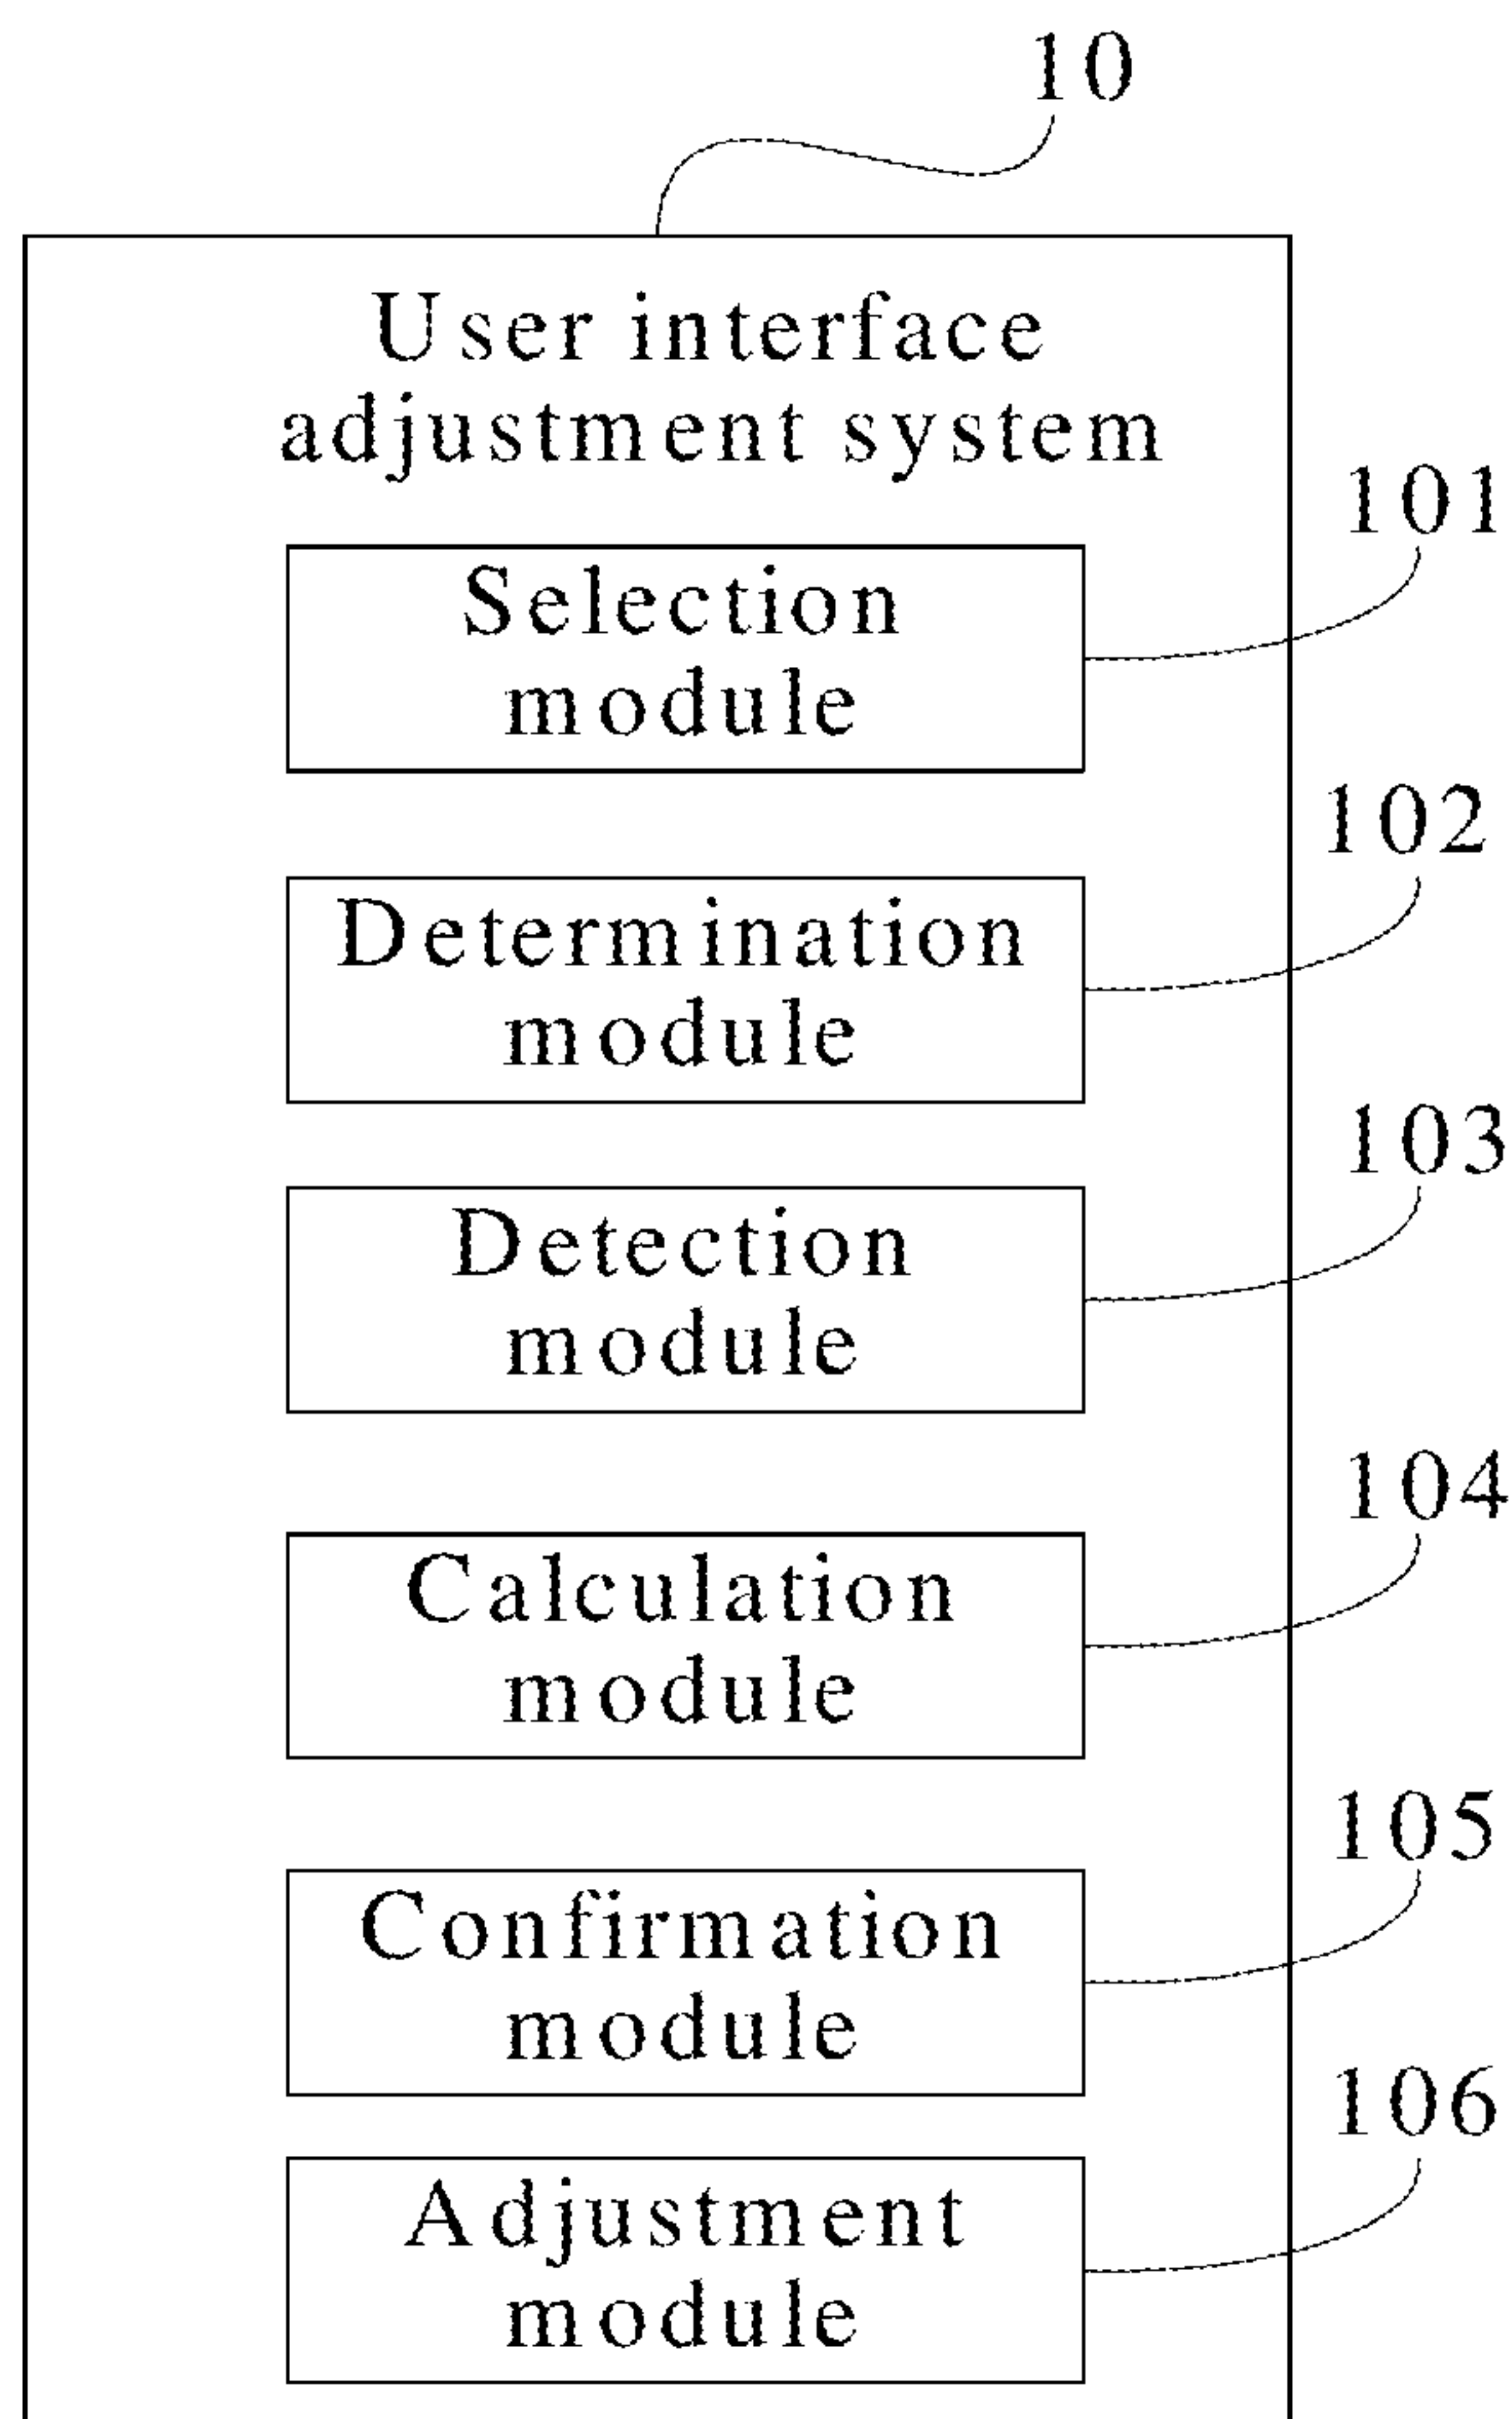 10
User interface
adjustment system
101
Selection
module
102
Determination
module
103
Detection
module
104
Calculation
module
105
Confirmation
module
106
Adjustment
module